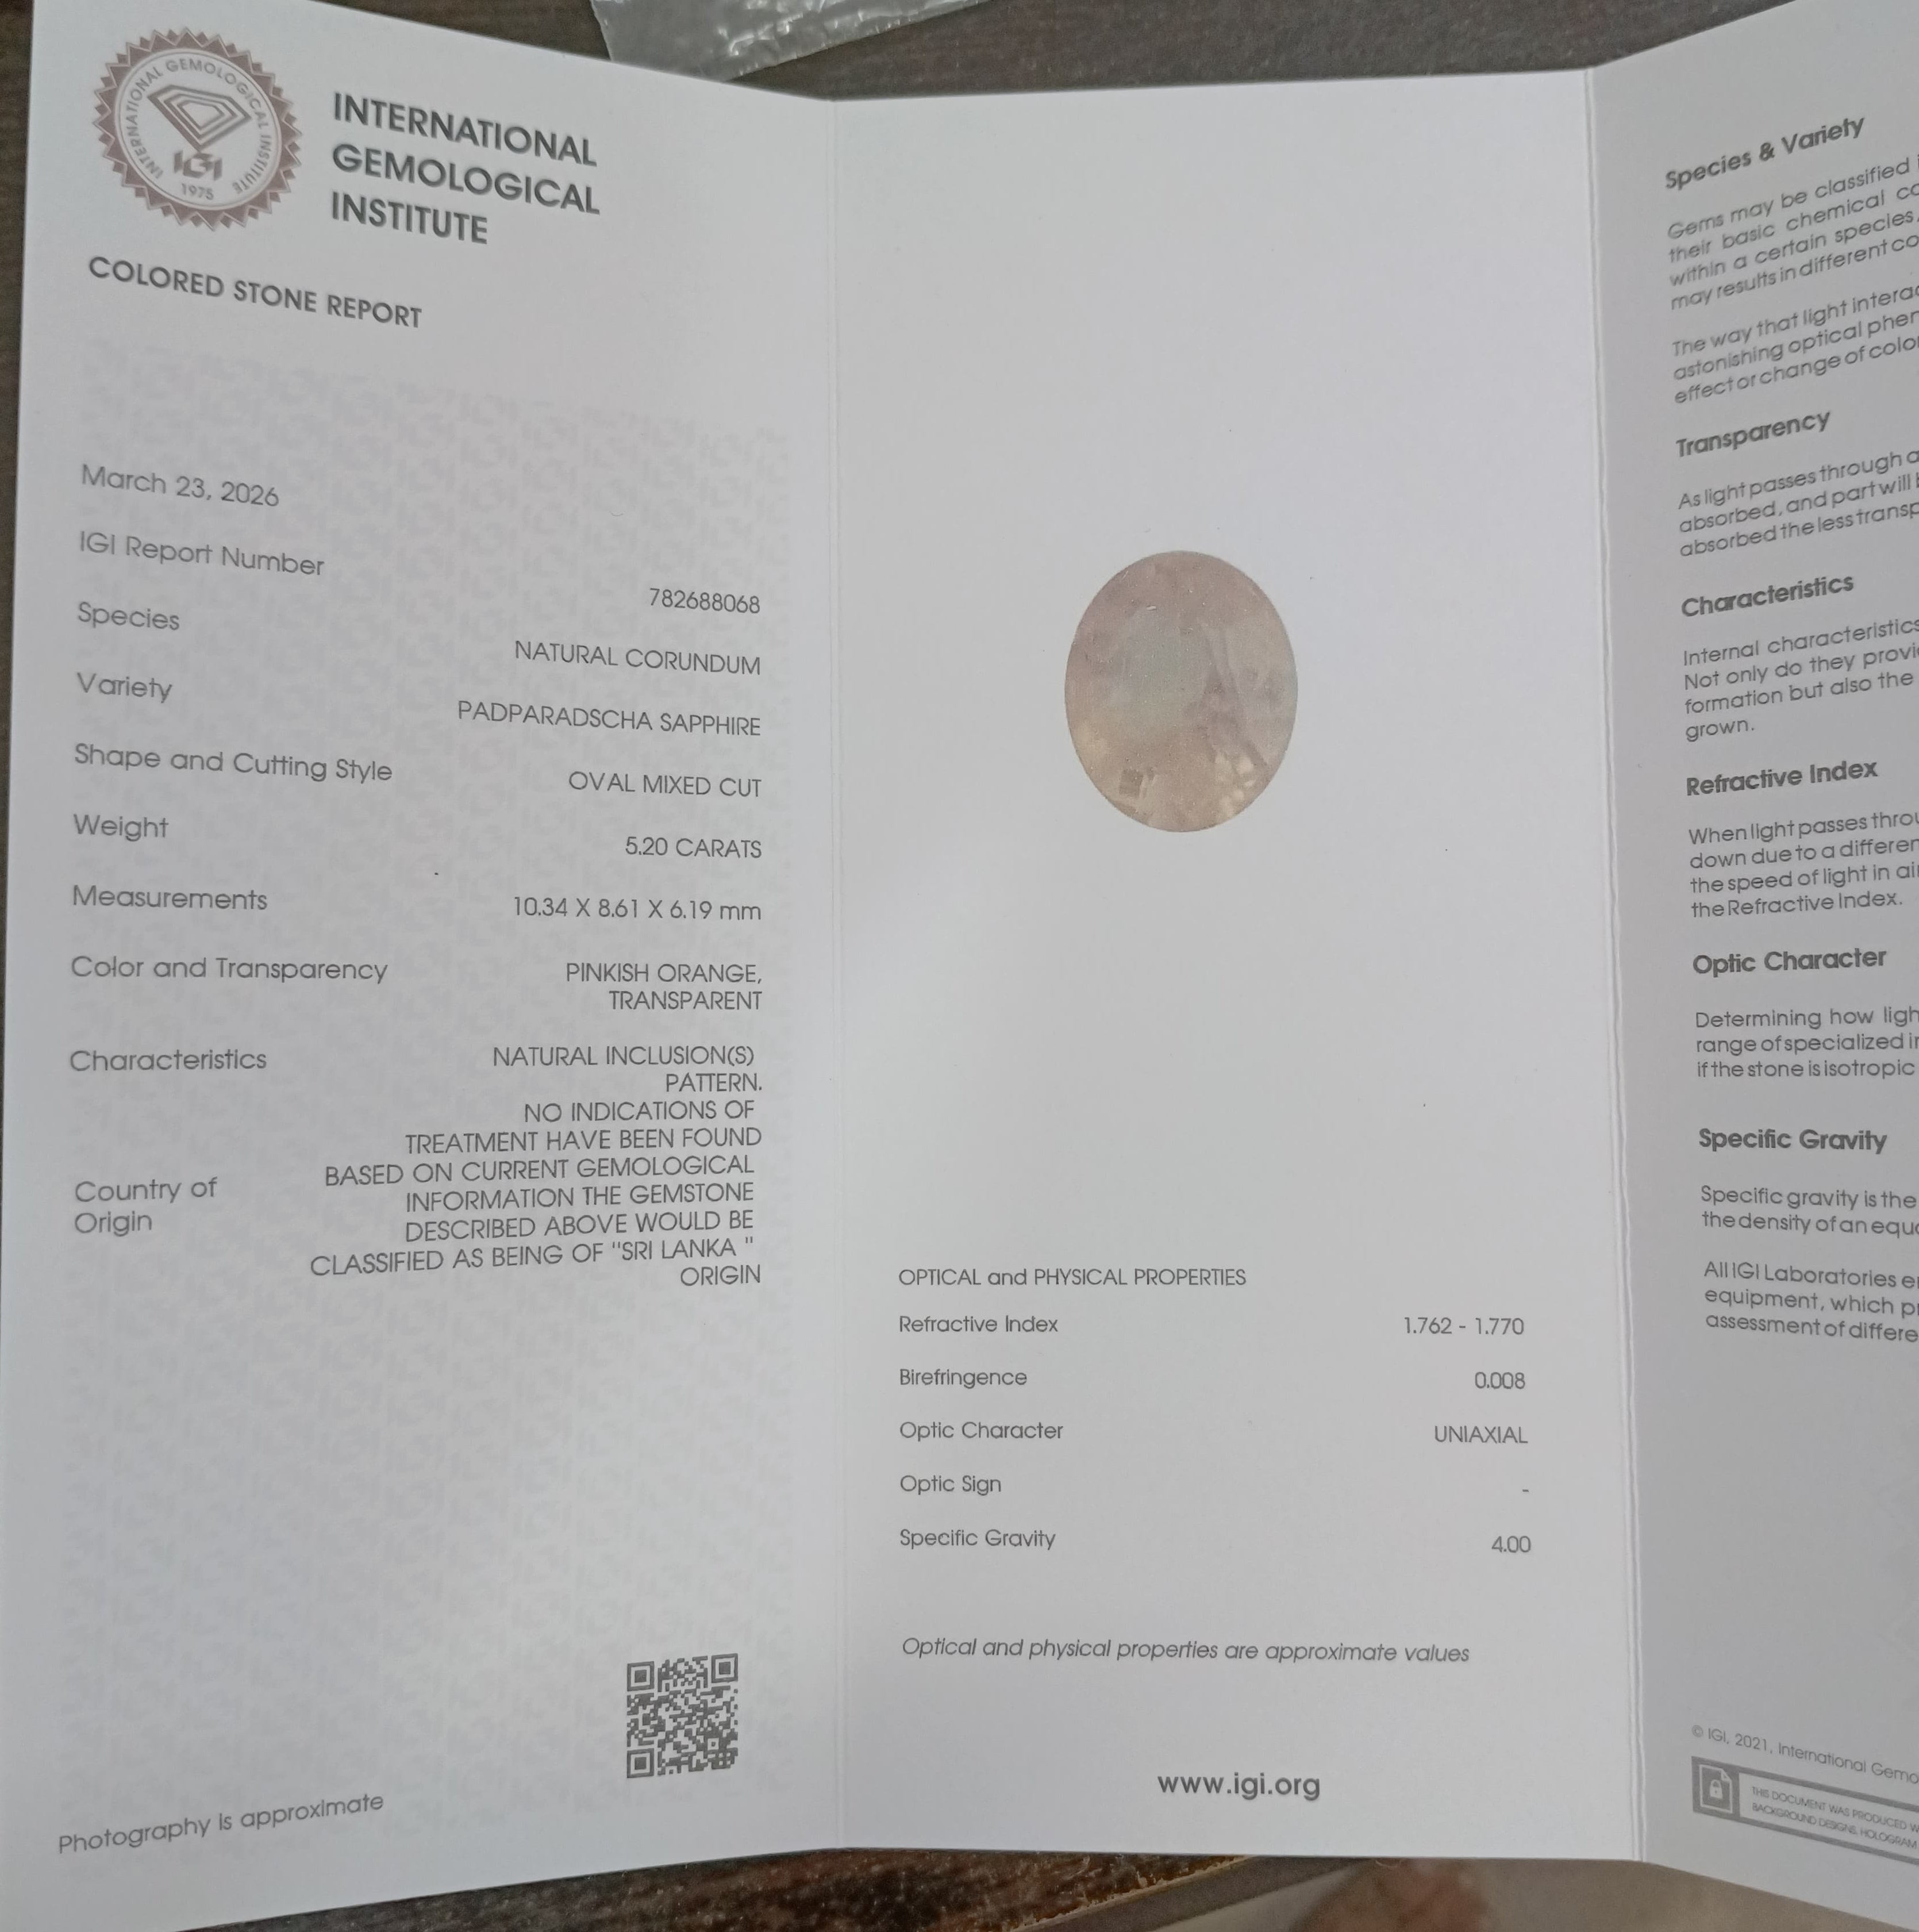 INTERNATIONAL GEMOLOGICAL INSTITUTE
IGI
1975
INTERNATIONAL
GEMOLOGICAL
INSTITUTE
COLORED STONE REPORT
March 23, 2026
IGI Report Number 782688068
Species NATURAL CORUNDUM
Variety PADPARADSCHA SAPPHIRE
Shape and Cutting Style OVAL MIXED CUT
Weight 5.20 CARATS
Measurements 10.34 X 8.61 X 6.19 mm
Color and Transparency PINKISH ORANGE,
TRANSPARENT
Characteristics NATURAL INCLUSION(S)
PATTERN.
NO INDICATIONS OF
TREATMENT HAVE BEEN FOUND
Country of
Origin
BASED ON CURRENT GEMOLOGICAL
INFORMATION THE GEMSTONE
DESCRIBED ABOVE WOULD BE
CLASSIFIED AS BEING OF "SRI LANKA "
ORIGIN
Photography is approximate
OPTICAL and PHYSICAL PROPERTIES
Refractive Index 1.762 - 1.770
Birefringence 0.008
Optic Character UNIAXIAL
Optic Sign -
Specific Gravity 4.00
Optical and physical properties are approximate values
www.igi.org
Species & Variety
Gems may be classified
their basic chemical
within a certain species,
may results in different
The way that light
astonishing optical
effect or change of
Transparency
As light passes through
absorbed, and part will
absorbed the less
Characteristics
Internal characteristics
Not only do they
formation but also the
grown.
Refractive Index
When light passes
down due to a
the speed of light in
the Refractive Index.
Optic Character
Determining how
range of specialized
if the stone is isotropic
Specific Gravity
Specific gravity is the
the density of an
All IGI Laboratories
equipment, which
assessment of
© IGI, 2021, International
THIS DOCUMENT WAS PRODUCED
BACKGROUND DESIGNS, HOLOGRAM